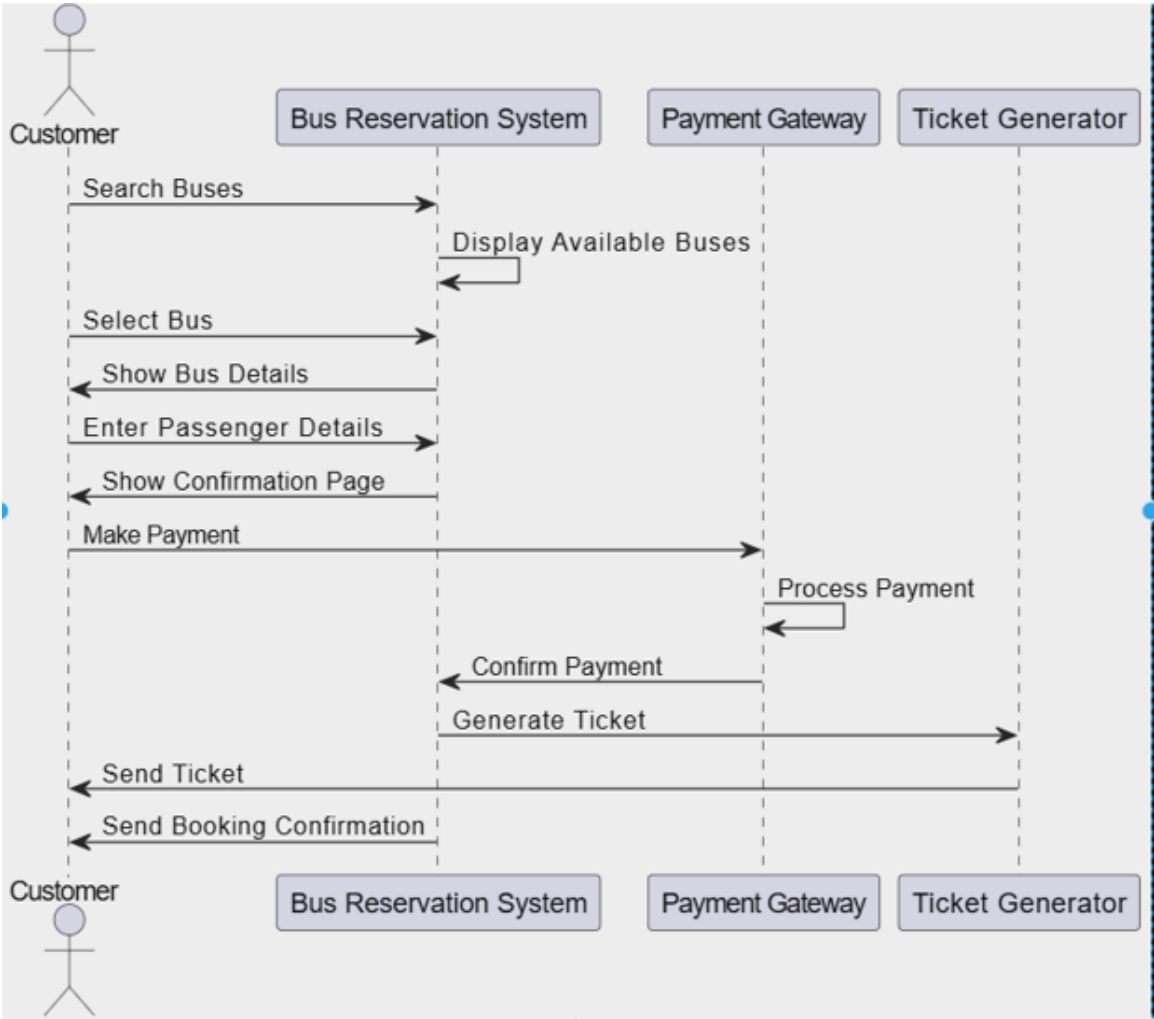 Customer
Bus Reservation System
Payment Gateway
Ticket Generator
Search Buses
Display Available Buses
Select Bus
Show Bus Details
Enter Passenger Details
Show Confirmation Page
Make Payment
Process Payment
Confirm Payment
Generate Ticket
Send Ticket
Send Booking Confirmation
Customer
Bus Reservation System
Payment Gateway
Ticket Generator